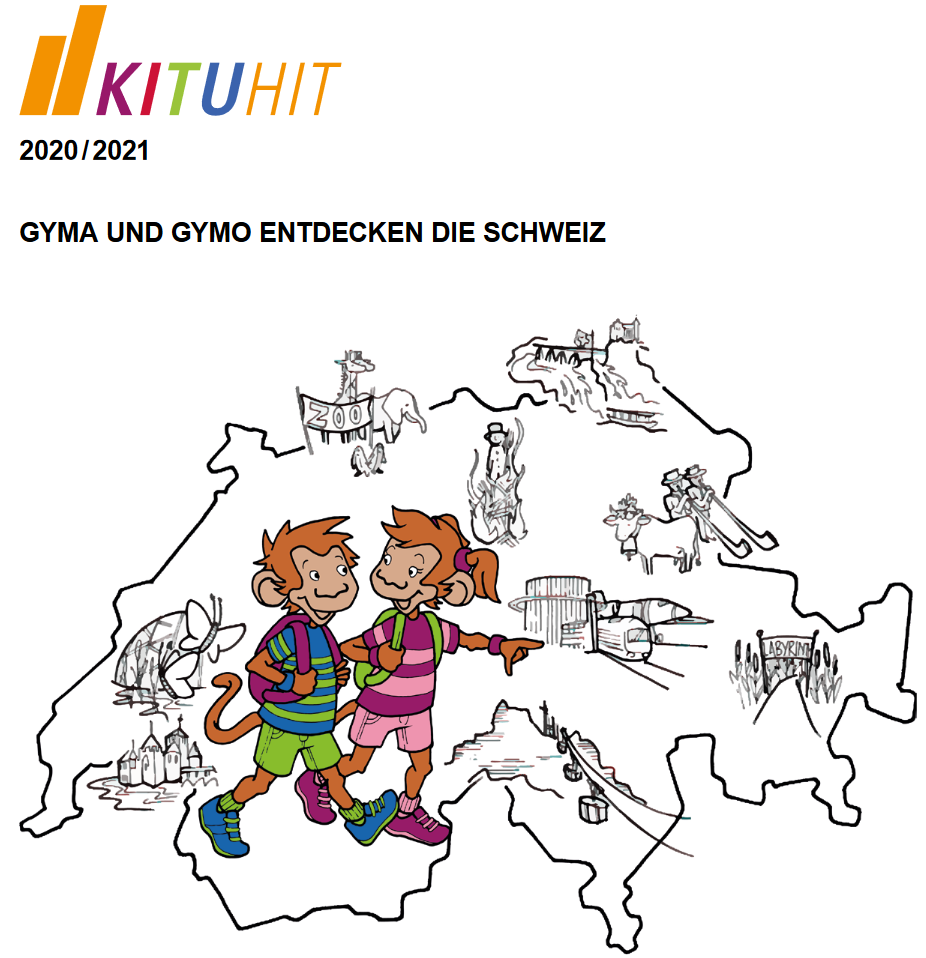 KITUHIT
2020/2021
GYMA UND GYMO ENTDECKEN DIE SCHWEIZ
ZOO
LABYRINT